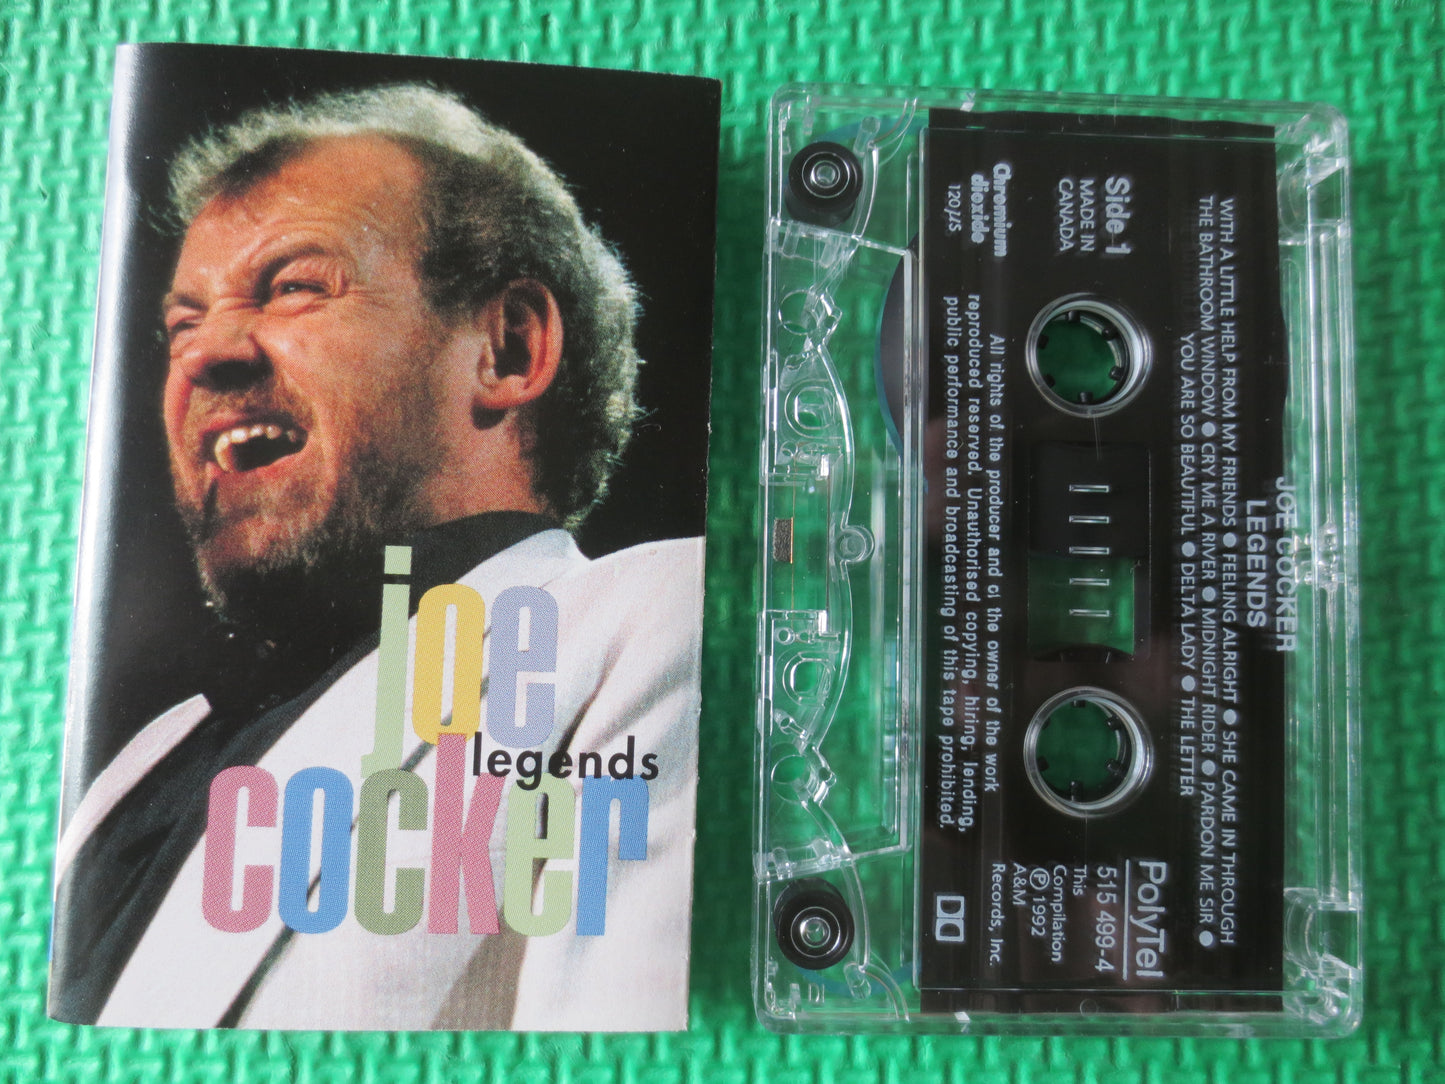 joe
legends
cocker
JOE COCKER
LEGENDS
WITH A LITTLE HELP FROM MY FRIENDS ● FEELING ALRIGHT ● SHE CAME IN THROUGH
THE BATHROOM WINDOW ● CRY ME A RIVER ● MIDNIGHT RIDER ● PARDON ME SIR ●
YOU ARE SO BEAUTIFUL ● DELTA LADY ● THE LETTER
Side 1
MADE IN
CANADA
PolyTel
515 499-4
This
Compilation
℗ 1992
A&M
Records, Inc.
Chromium
dioxide
120µs
All rights of the producer and of the owner of the work
reproduced reserved. Unauthorised copying, hiring, lending,
public performance and broadcasting of this tape prohibited.